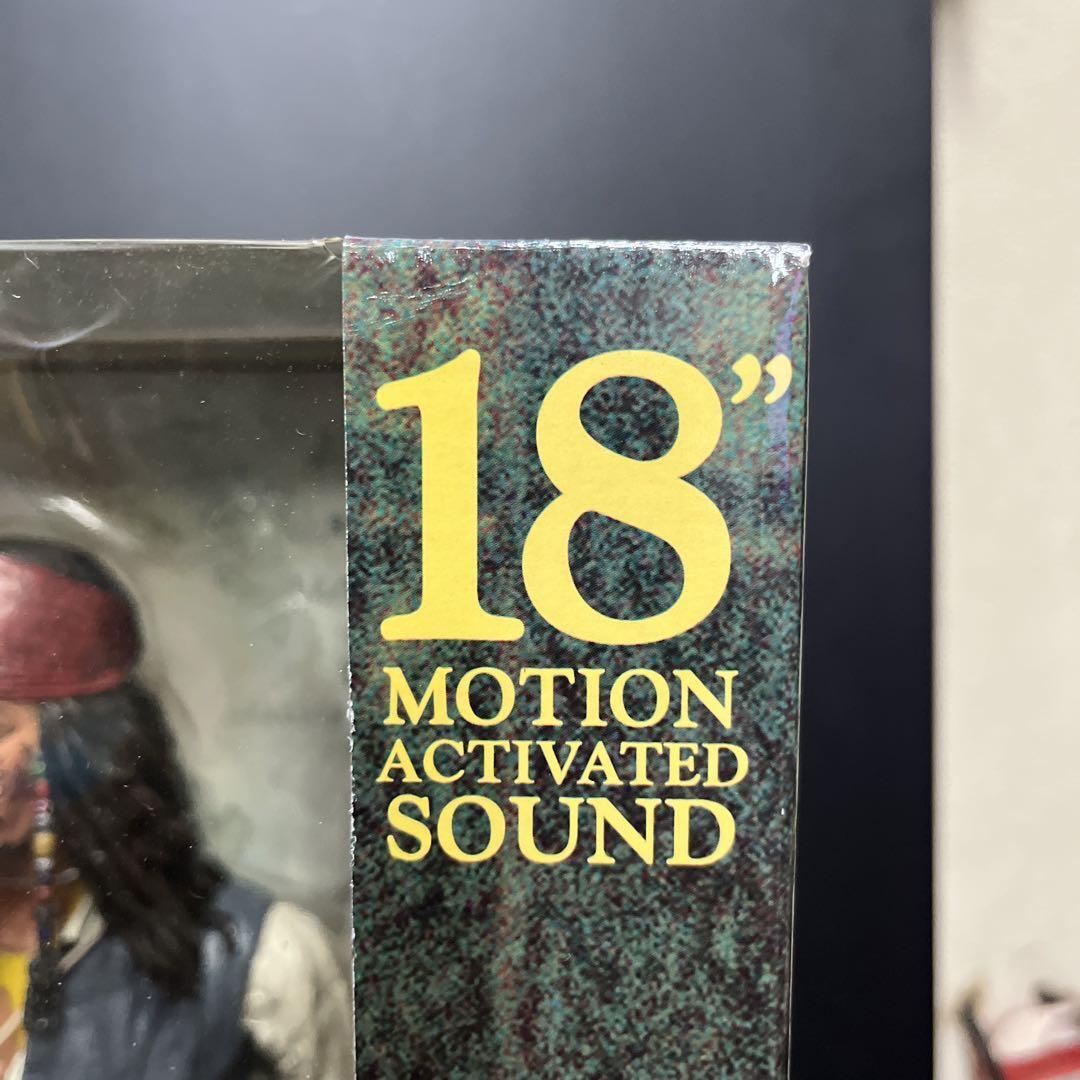 18”
MOTION
ACTIVATED
SOUND